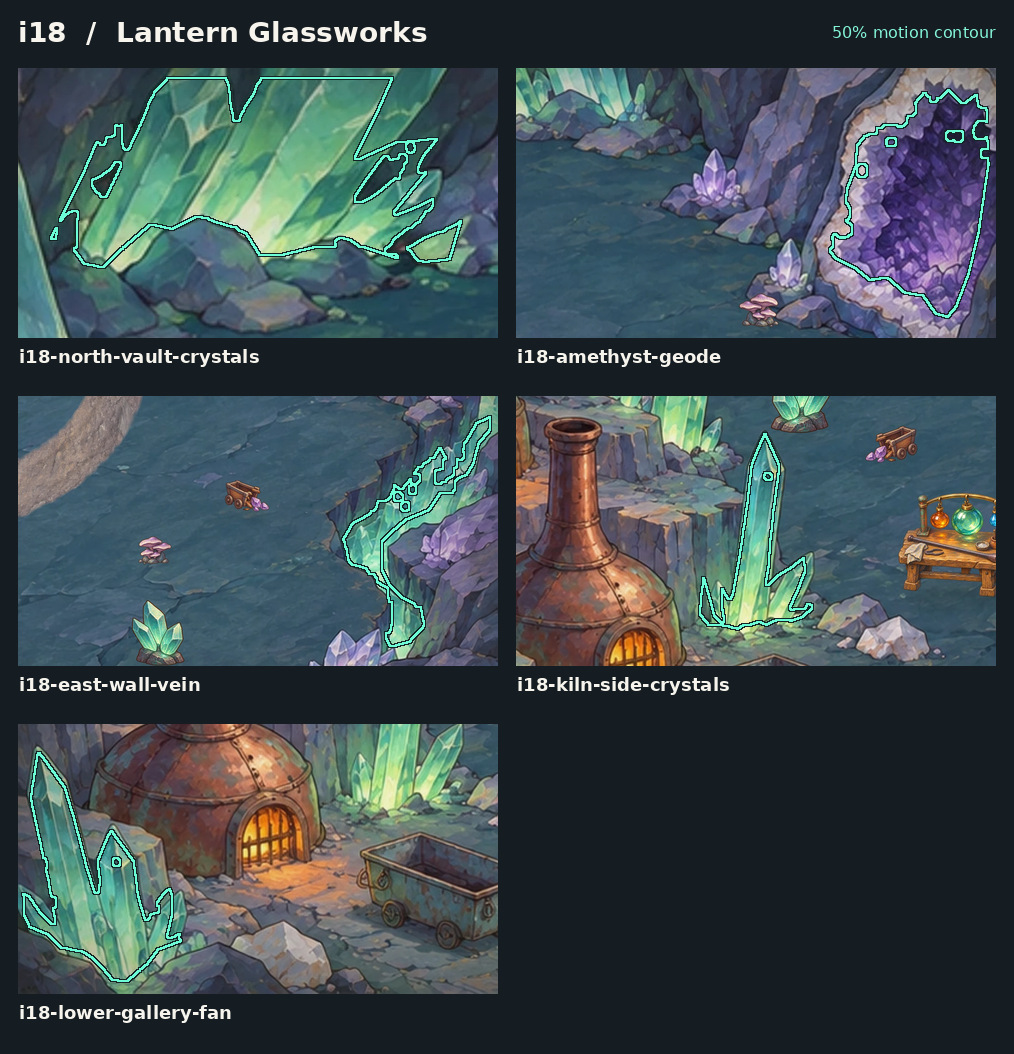 i18 / Lantern Glassworks
50% motion contour
i18-north-vault-crystals
i18-amethyst-geode
i18-east-wall-vein
i18-kiln-side-crystals
i18-lower-gallery-fan